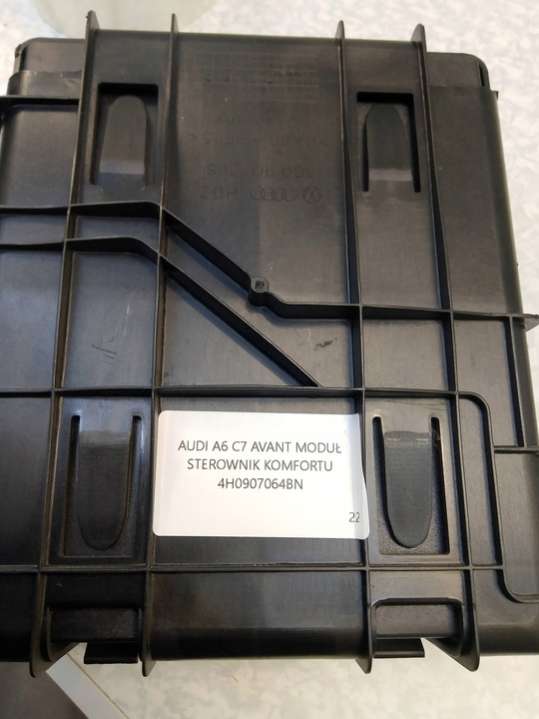 AUDI A6 C7 AVANT MODUŁ
STEROWNIK KOMFORTU
4H0907064BN
22